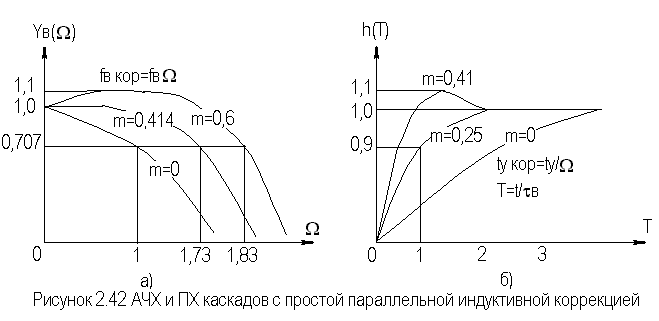 Yв(Ω)
h(T)
fв кор=fвΩ
1,1
1,0
m=0,414
m=0,6
0,707
m=0
Ω
0
1
1,73
1,83
а)
1,1
m=0,41
1,0
m=0,25
m=0
0,9
tу кор=tу/Ω
T=t/τв
T
0
1
2
3
б)
Рисунок 2.42 АЧХ и ПХ каскадов с простой параллельной индуктивной коррекцией